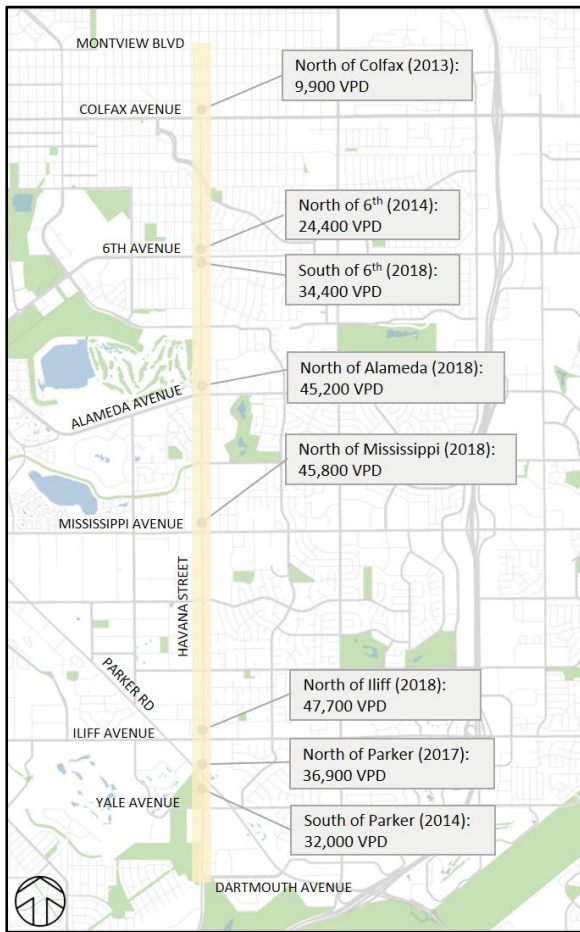 MONTVIEW BLVD
North of Colfax (2013):
9,900 VPD
COLFAX AVENUE
North of 6th (2014):
24,400 VPD
6TH AVENUE
South of 6th (2018):
34,400 VPD
North of Alameda (2018):
45,200 VPD
ALAMEDA AVENUE
North of Mississippi (2018):
45,800 VPD
MISSISSIPPI AVENUE
HAVANA STREET
PARKER RD
North of Iliff (2018):
47,700 VPD
ILIFF AVENUE
North of Parker (2017):
36,900 VPD
YALE AVENUE
South of Parker (2014):
32,000 VPD
DARTMOUTH AVENUE